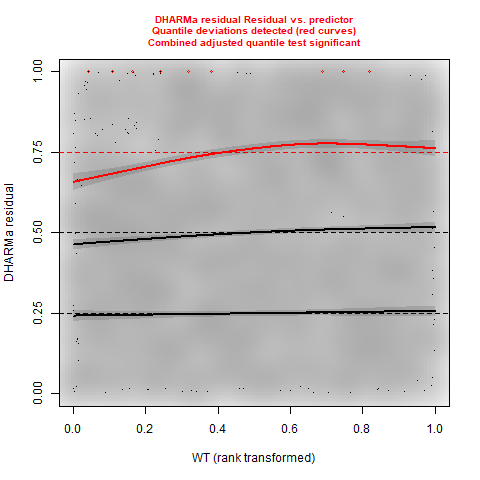 DHARMa residual Residual vs. predictor
Quantile deviations detected (red curves)
Combined adjusted quantile test significant
1.00
0.75
0.50
0.25
0.00
DHARMa residual
0.0 0.2 0.4 0.6 0.8 1.0
WT (rank transformed)